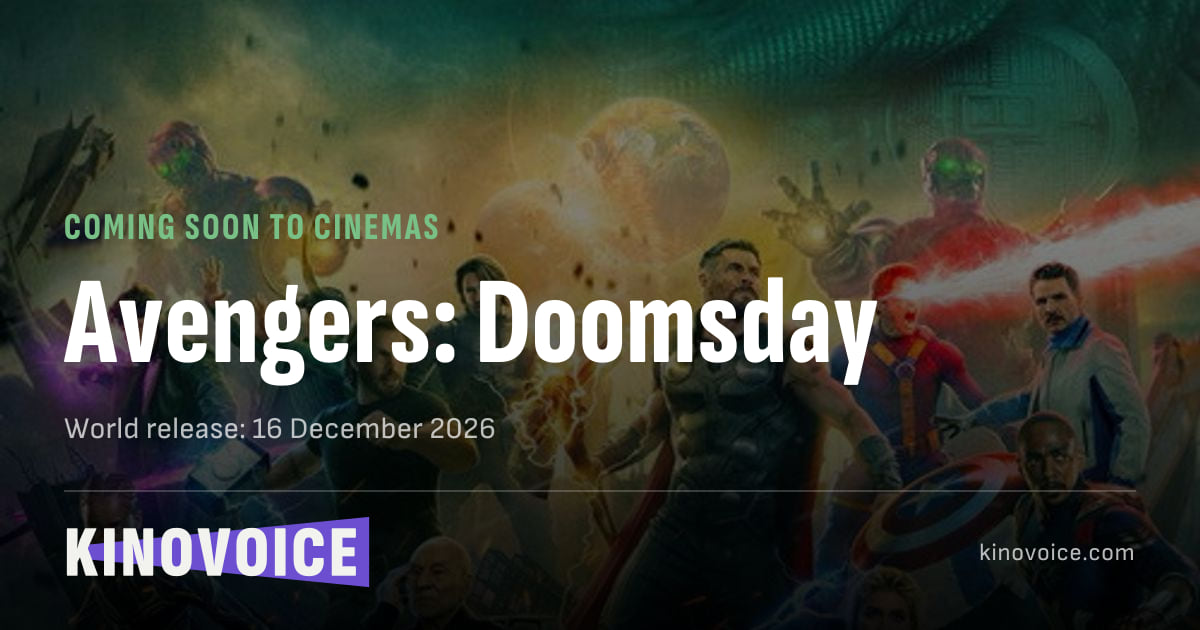 COMING SOON TO CINEMAS
Avengers: Doomsday
World release: 16 December 2026
KINOVOICE
kinovoice.com